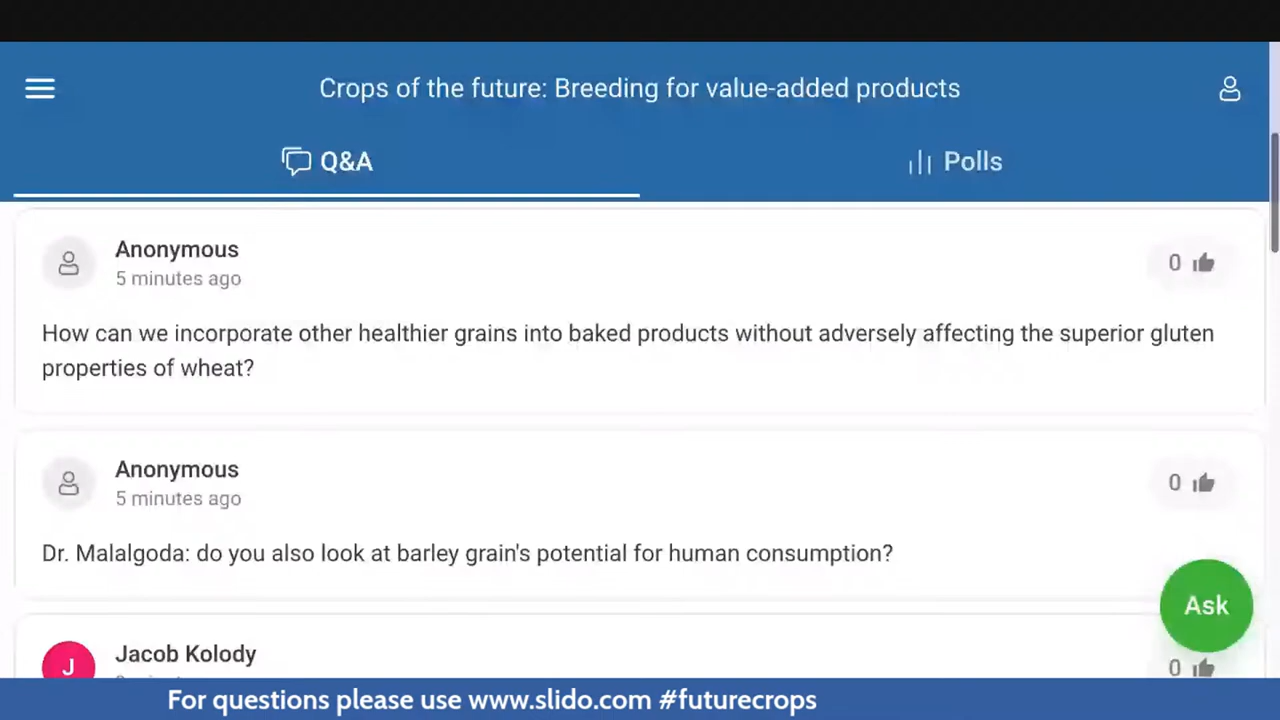 Crops of the future: Breeding for value-added products
Q&A
Polls
Anonymous
5 minutes ago
0
How can we incorporate other healthier grains into baked products without adversely affecting the superior gluten
properties of wheat?
Anonymous
5 minutes ago
0
Dr. Malalgoda: do you also look at barley grain's potential for human consumption?
Ask
J
Jacob Kolody
0
For questions please use www.slido.com #futurecrops